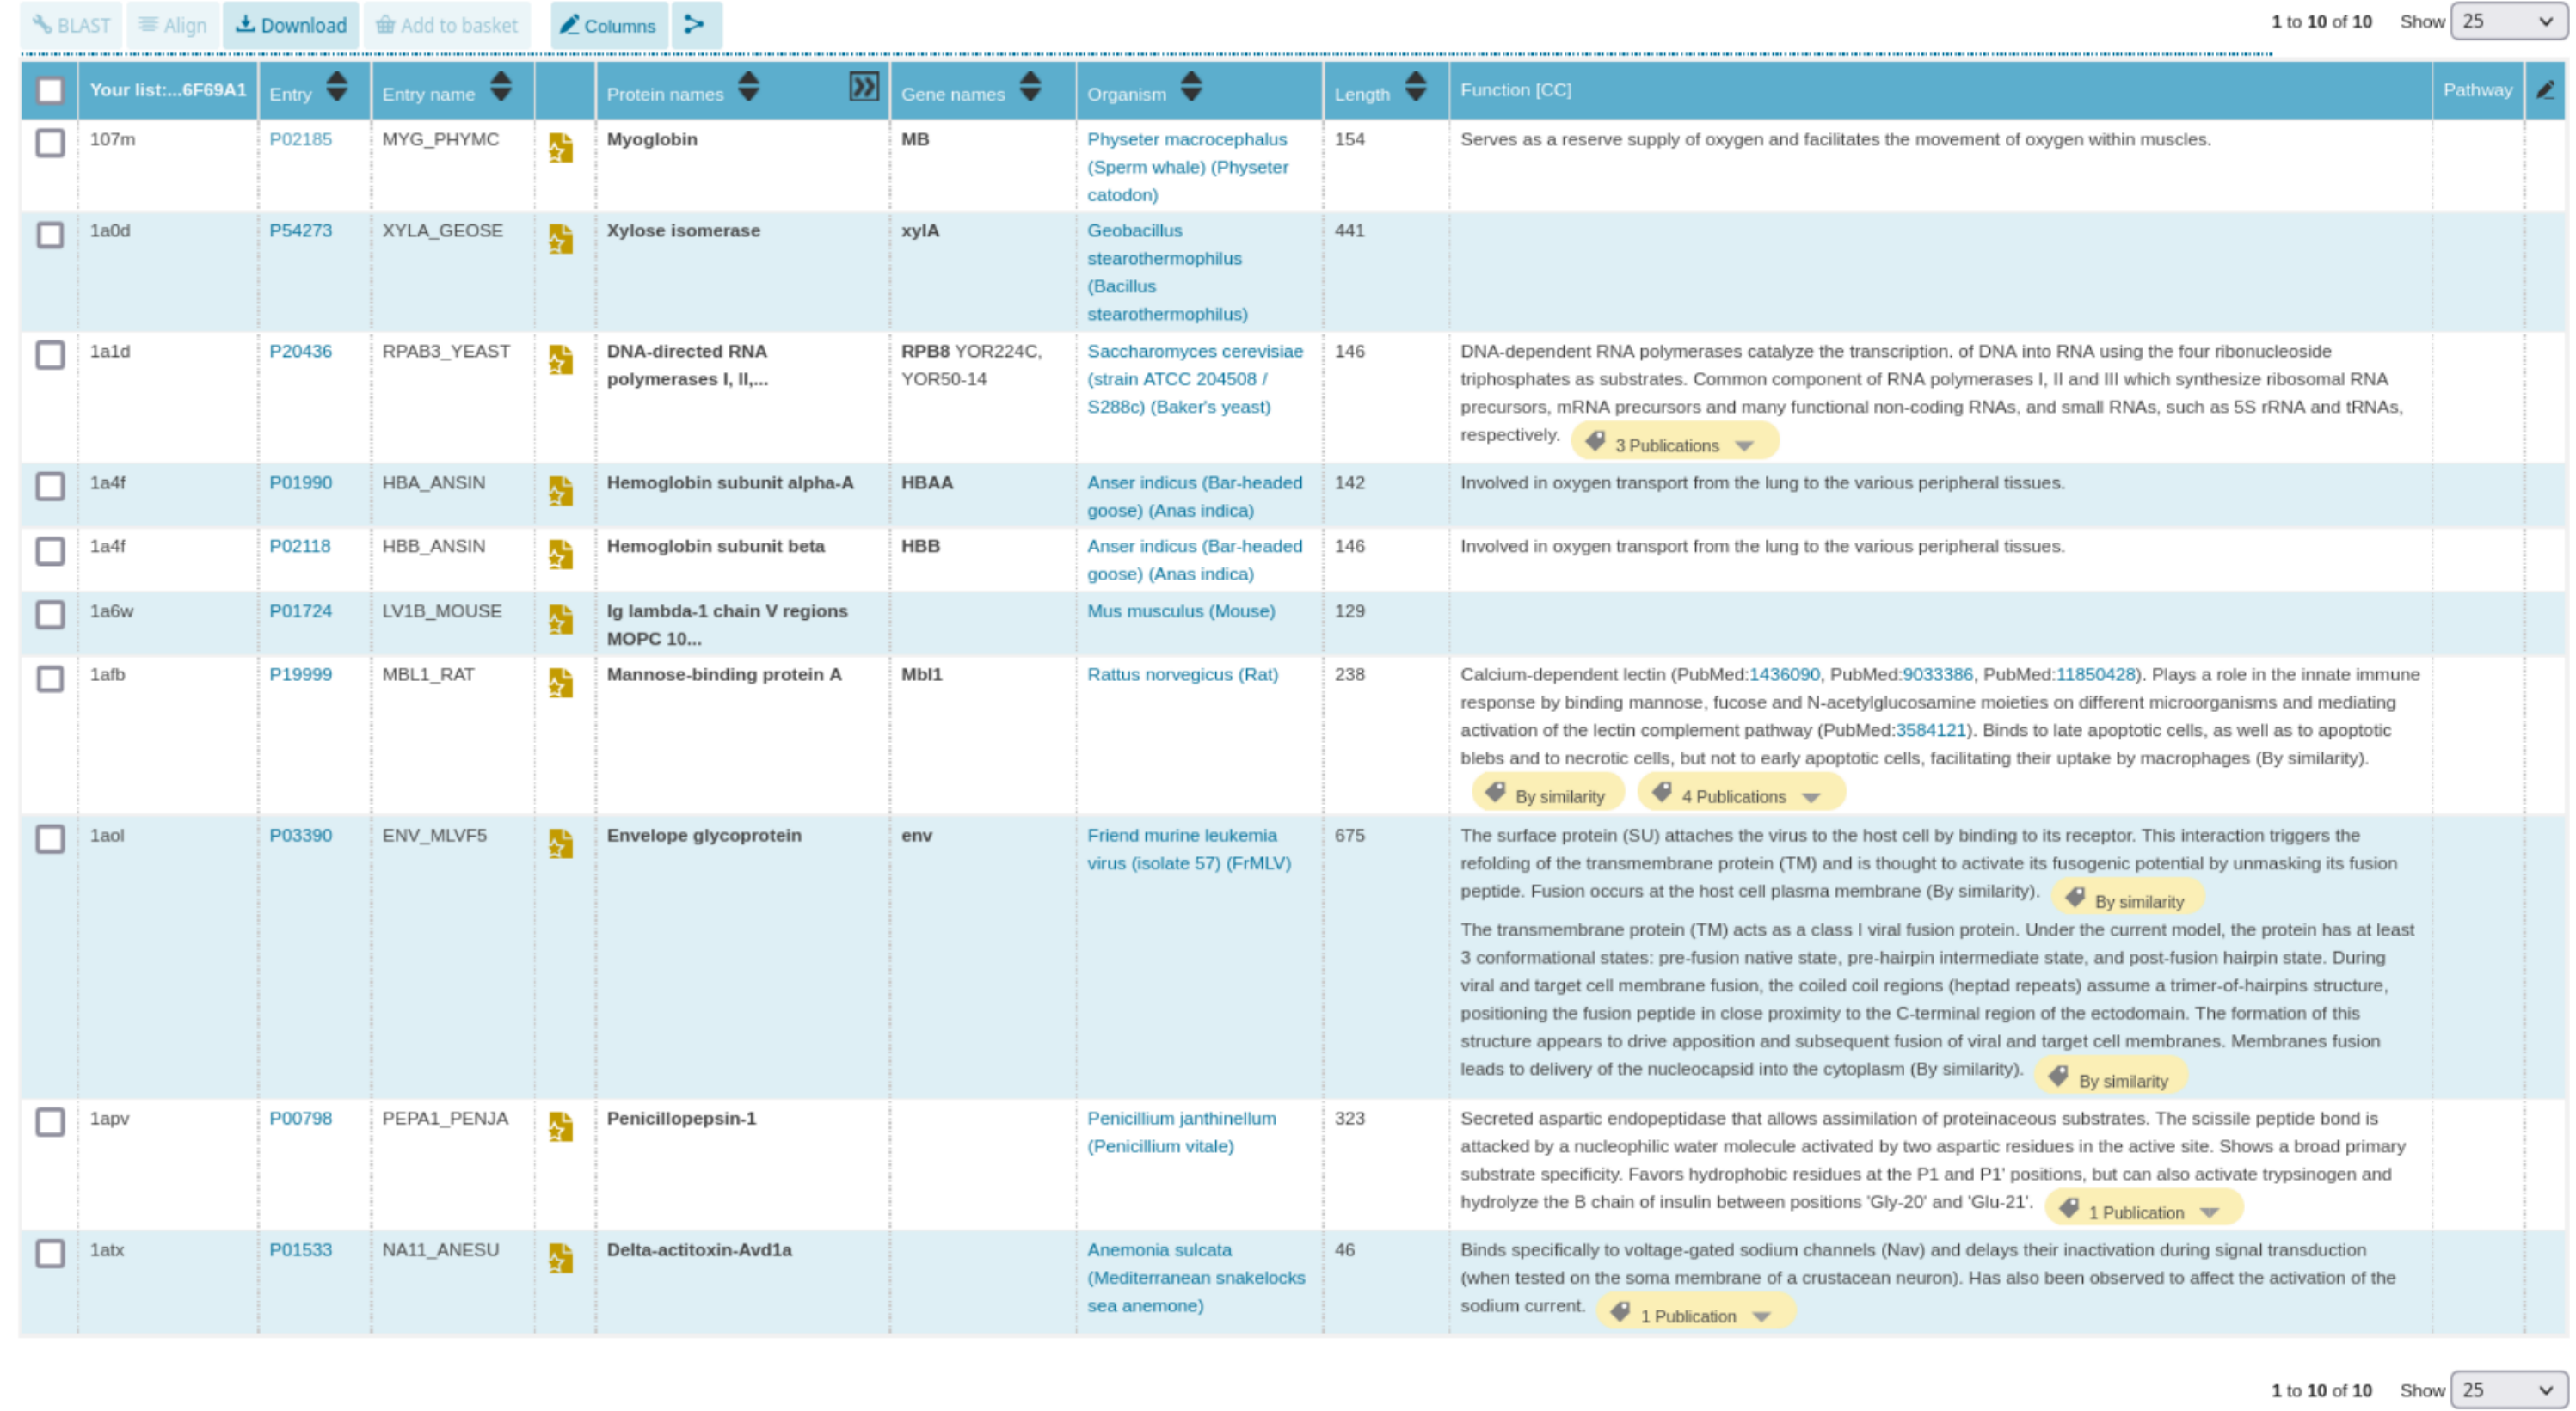 BLAST Align Download Add to basket Columns 1 to 10 of 10 Show 25
Your list:...6F69A1 Entry Entry name Protein names Gene names Organism Length Function [CC] Pathway
107m P02185 MYG_PHYMC Myoglobin MB Physeter macrocephalus 154 Serves as a reserve supply of oxygen and facilitates the movement of oxygen within muscles.
(Sperm whale) (Physeter
catodon)
1a0d P54273 XYLA_GEOSE Xylose isomerase xylA Geobacillus 441
stearothermophilus
(Bacillus
stearothermophilus)
1a1d P20436 RPAB3_YEAST DNA-directed RNA RPB8 YOR224C, Saccharomyces cerevisiae 146 DNA-dependent RNA polymerases catalyze the transcription. of DNA into RNA using the four ribonucleoside
polymerases I, II,... YOR50-14 (strain ATCC 204508 / triphosphates as substrates. Common component of RNA polymerases I, II and III which synthesize ribosomal RNA
S288c) (Baker's yeast) precursors, mRNA precursors and many functional non-coding RNAs, and small RNAs, such as 5S rRNA and tRNAs,
respectively. 3 Publications
1a4f P01990 HBA_ANSIN Hemoglobin subunit alpha-A HBAA Anser indicus (Bar-headed 142 Involved in oxygen transport from the lung to the various peripheral tissues.
goose) (Anas indica)
1a4f P02118 HBB_ANSIN Hemoglobin subunit beta HBB Anser indicus (Bar-headed 146 Involved in oxygen transport from the lung to the various peripheral tissues.
goose) (Anas indica)
1a6w P01724 LV1B_MOUSE Ig lambda-1 chain V regions Mus musculus (Mouse) 129
MOPC 10...
1afb P19999 MBL1_RAT Mannose-binding protein A Mbl1 Rattus norvegicus (Rat) 238 Calcium-dependent lectin (PubMed:1436090, PubMed:9033386, PubMed:11850428). Plays a role in the innate immune
response by binding mannose, fucose and N-acetylglucosamine moieties on different microorganisms and mediating
activation of the lectin complement pathway (PubMed:3584121). Binds to late apoptotic cells, as well as to apoptotic
blebs and to necrotic cells, but not to early apoptotic cells, facilitating their uptake by macrophages (By similarity).
By similarity 4 Publications
1aol P03390 ENV_MLVF5 Envelope glycoprotein env Friend murine leukemia 675 The surface protein (SU) attaches the virus to the host cell by binding to its receptor. This interaction triggers the
virus (isolate 57) (FrMLV) refolding of the transmembrane protein (TM) and is thought to activate its fusogenic potential by unmasking its fusion
peptide. Fusion occurs at the host cell plasma membrane (By similarity). By similarity
The transmembrane protein (TM) acts as a class I viral fusion protein. Under the current model, the protein has at least
3 conformational states: pre-fusion native state, pre-hairpin intermediate state, and post-fusion hairpin state. During
viral and target cell membrane fusion, the coiled coil regions (heptad repeats) assume a trimer-of-hairpins structure,
positioning the fusion peptide in close proximity to the C-terminal region of the ectodomain. The formation of this
structure appears to drive apposition and subsequent fusion of viral and target cell membranes. Membranes fusion
leads to delivery of the nucleocapsid into the cytoplasm (By similarity). By similarity
1apv P00798 PEPA1_PENJA Penicillopepsin-1 Penicillium janthinellum 323 Secreted aspartic endopeptidase that allows assimilation of proteinaceous substrates. The scissile peptide bond is
(Penicillium vitale) attacked by a nucleophilic water molecule activated by two aspartic residues in the active site. Shows a broad primary
substrate specificity. Favors hydrophobic residues at the P1 and P1' positions, but can also activate trypsinogen and
hydrolyze the B chain of insulin between positions 'Gly-20' and 'Glu-21'. 1 Publication
1atx P01533 NA11_ANESU Delta-actitoxin-Avd1a Anemonia sulcata 46 Binds specifically to voltage-gated sodium channels (Nav) and delays their inactivation during signal transduction
(Mediterranean snakelocks (when tested on the soma membrane of a crustacean neuron). Has also been observed to affect the activation of the
sea anemone) sodium current. 1 Publication
1 to 10 of 10 Show 25